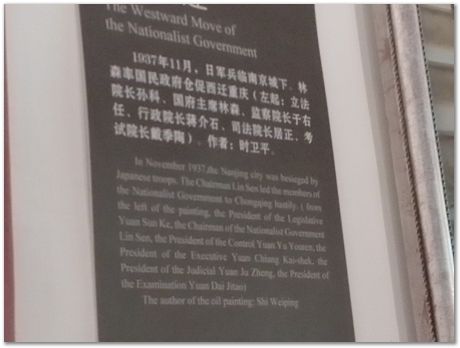 The Westward Move of
the Nationalist Government
1937年11月，日军兵临南京城下。林
森率国民政府仓促西迁重庆（左起：立法
院长孙科、国府主席林森、监察院长于右
任、行政院长蒋介石、司法院长居正、考
试院长戴季陶）。作者：时卫平。
In November 1937,the Nanjing city was besieged by
Japanese troops. The Chairman Lin Sen led the members of
the Nationalist Government to Chongqing hastily. ( from
the left of the painting, the President of the Legislative
Yuan Sun Ke, the Chairman of the Nationalist Government
Lin Sen, the President of the Control Yuan Yu Youren, the
President of the Executive Yuan Chiang Kai-shek, the
President of the Judicial Yuan Ju Zheng, the President of
the Examination Yuan Dai Jitao)
The author of the oil painting: Shi Weiping